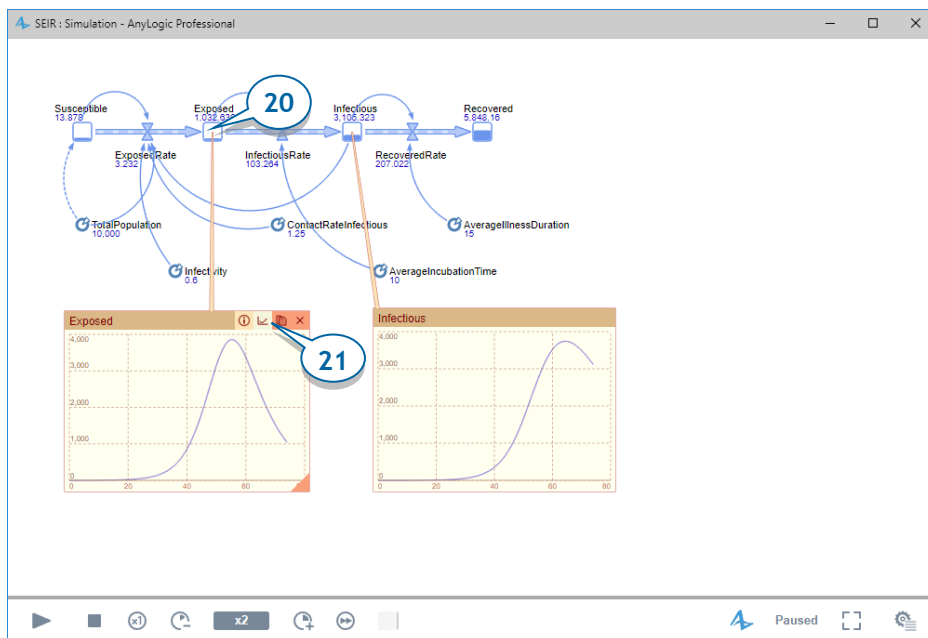 SEIR : Simulation - AnyLogic Professional
20
Susceptible
13.878
Exposed
1,032.639
Infectious
3,105.323
Recovered
5,848.16
ExposedRate
3.232
InfectiousRate
103.264
RecoveredRate
207.022
TotalPopulation
10,000
ContactRateInfectious
1.25
AverageIllnessDuration
15
Infectivity
0.6
AverageIncubationTime
10
Exposed
4,000
3,000
2,000
1,000
0
0 20 40 60
21
Infectious
4,000
3,000
2,000
1,000
0
0 20 40 60 80
x1
x2
Paused